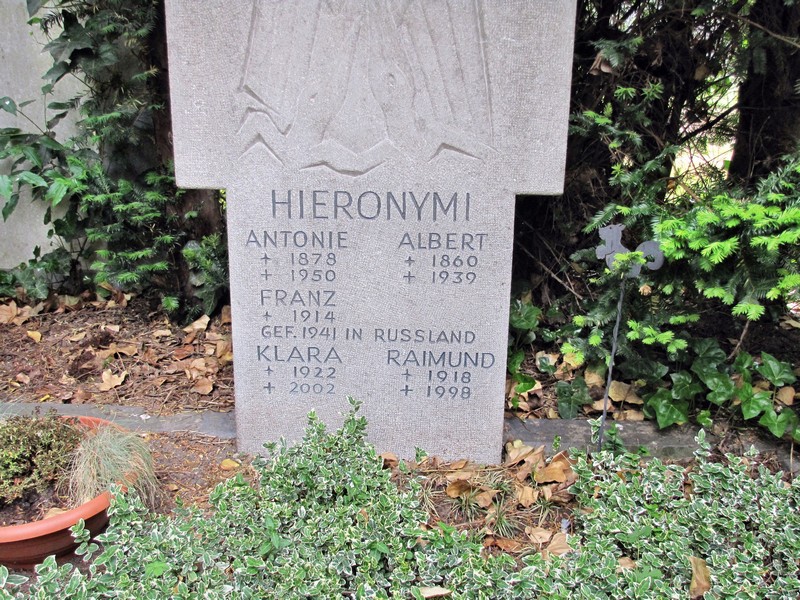 HIERONYMI
ANTONIE ALBERT
+ 1878 + 1860
+ 1950 + 1939
FRANZ
+ 1914
GEF. 1941 IN RUSSLAND
KLARA RAIMUND
+ 1922 + 1918
+ 2002 + 1998